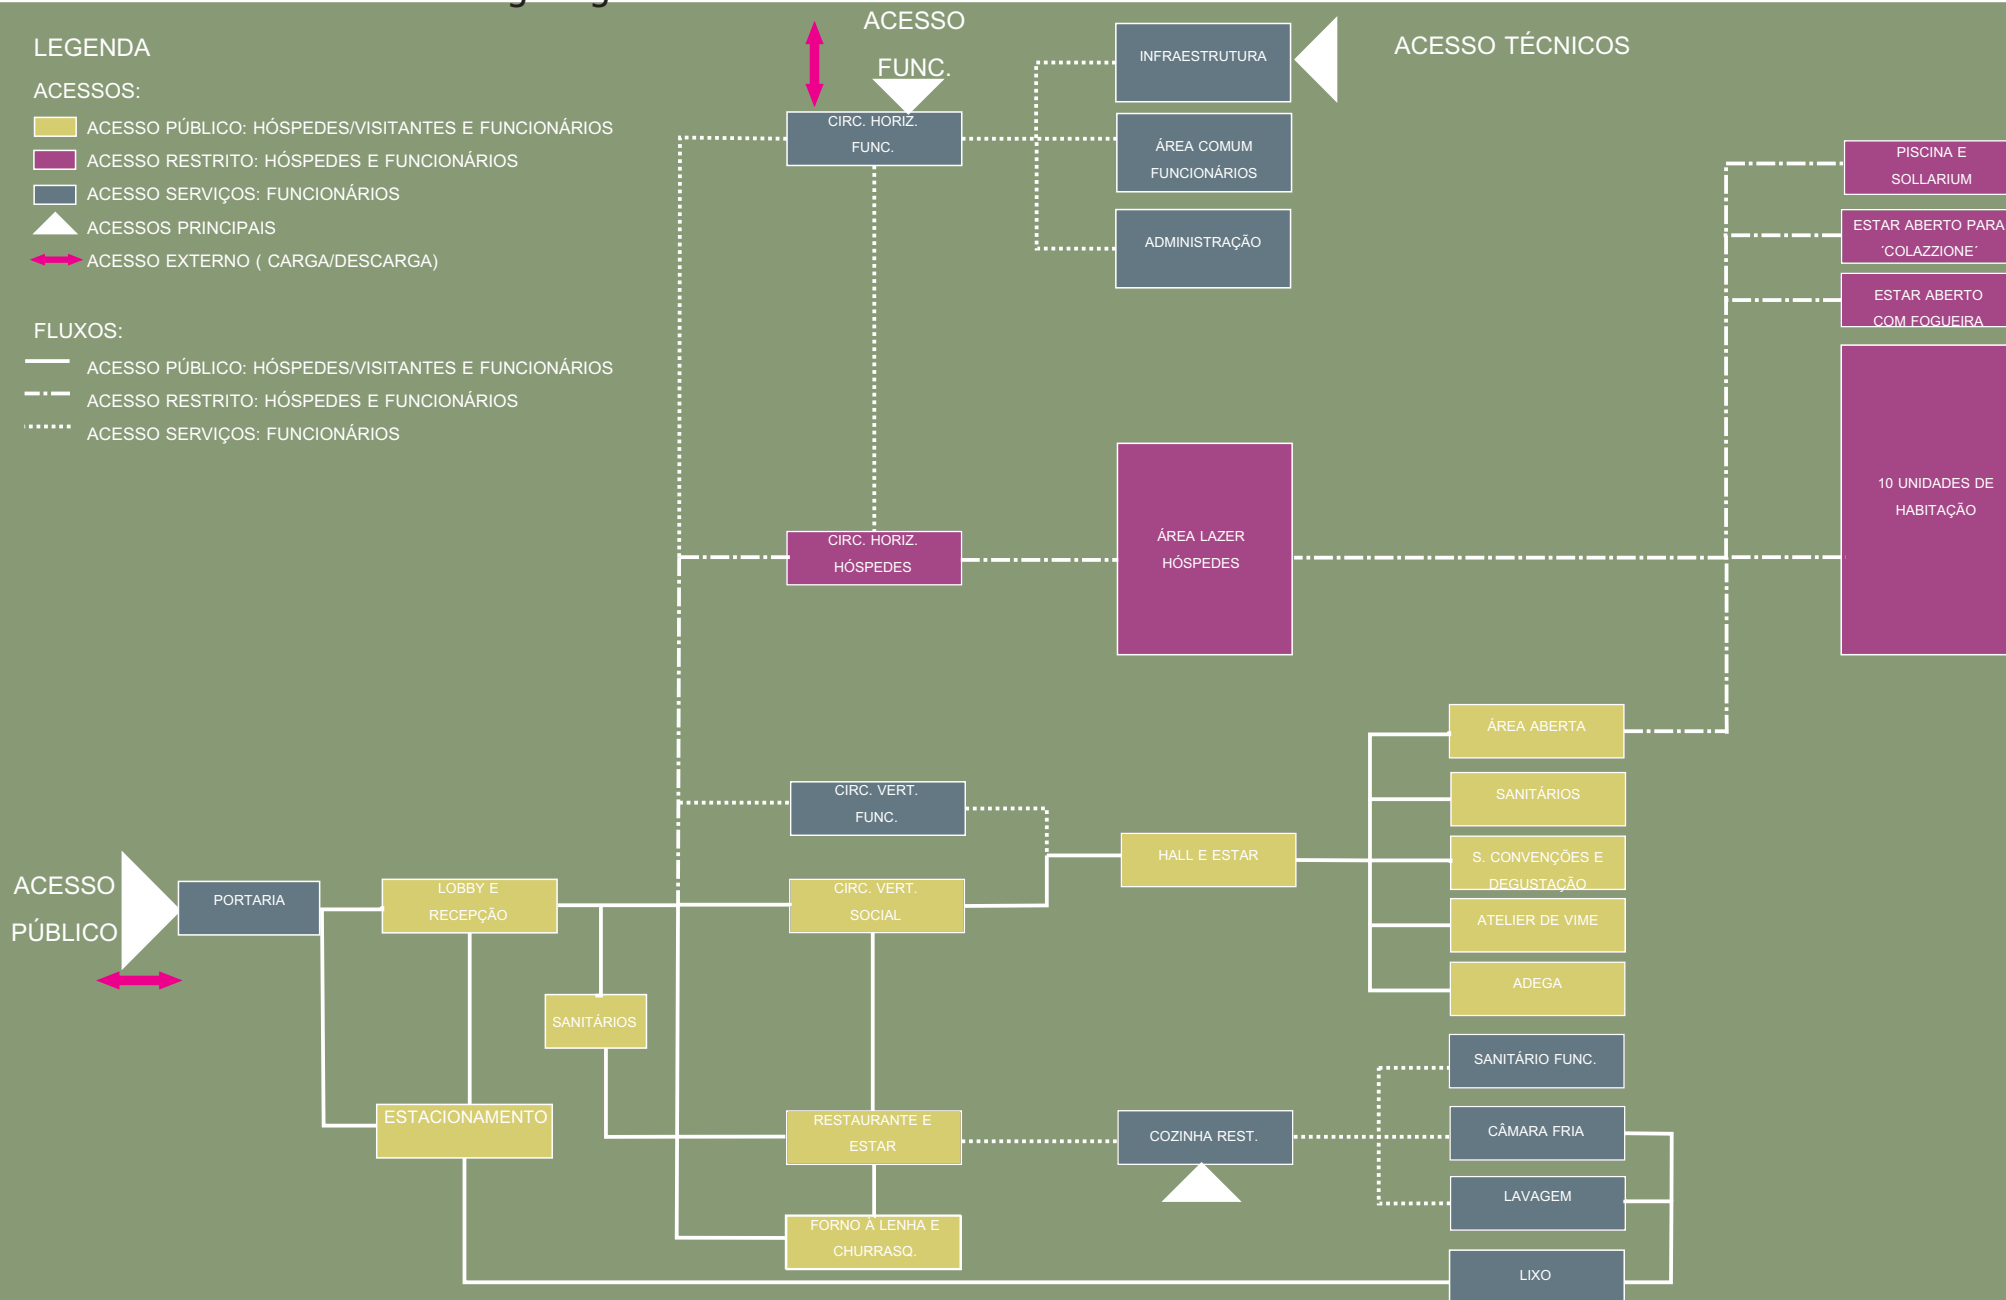 LEGENDA
ACESSOS:
ACESSO PÚBLICO: HÓSPEDES/VISITANTES E FUNCIONÁRIOS
ACESSO RESTRITO: HÓSPEDES E FUNCIONÁRIOS
ACESSO SERVIÇOS: FUNCIONÁRIOS
ACESSOS PRINCIPAIS
ACESSO EXTERNO ( CARGA/DESCARGA)
FLUXOS:
ACESSO PÚBLICO: HÓSPEDES/VISITANTES E FUNCIONÁRIOS
ACESSO RESTRITO: HÓSPEDES E FUNCIONÁRIOS
ACESSO SERVIÇOS: FUNCIONÁRIOS
ACESSO
FUNC.
CIRC. HORIZ.
FUNC.
INFRAESTRUTURA
ACESSO TÉCNICOS
ÁREA COMUM
FUNCIONÁRIOS
ADMINISTRAÇÃO
PISCINA E
SOLLARIUM
ESTAR ABERTO PARA
´COLAZZIONE´
ESTAR ABERTO
COM FOGUEIRA
10 UNIDADES DE
HABITAÇÃO
CIRC. HORIZ.
HÓSPEDES
ÁREA LAZER
HÓSPEDES
ÁREA ABERTA
SANITÁRIOS
S. CONVENÇÕES E
DEGUSTAÇÃO
ATELIER DE VIME
ADEGA
CIRC. VERT.
FUNC.
HALL E ESTAR
CIRC. VERT.
SOCIAL
ACESSO
PÚBLICO
PORTARIA
LOBBY E
RECEPÇÃO
SANITÁRIOS
ESTACIONAMENTO
RESTAURANTE E
ESTAR
COZINHA REST.
SANITÁRIO FUNC.
CÂMARA FRIA
LAVAGEM
LIXO
FORNO À LENHA E
CHURRASQ.